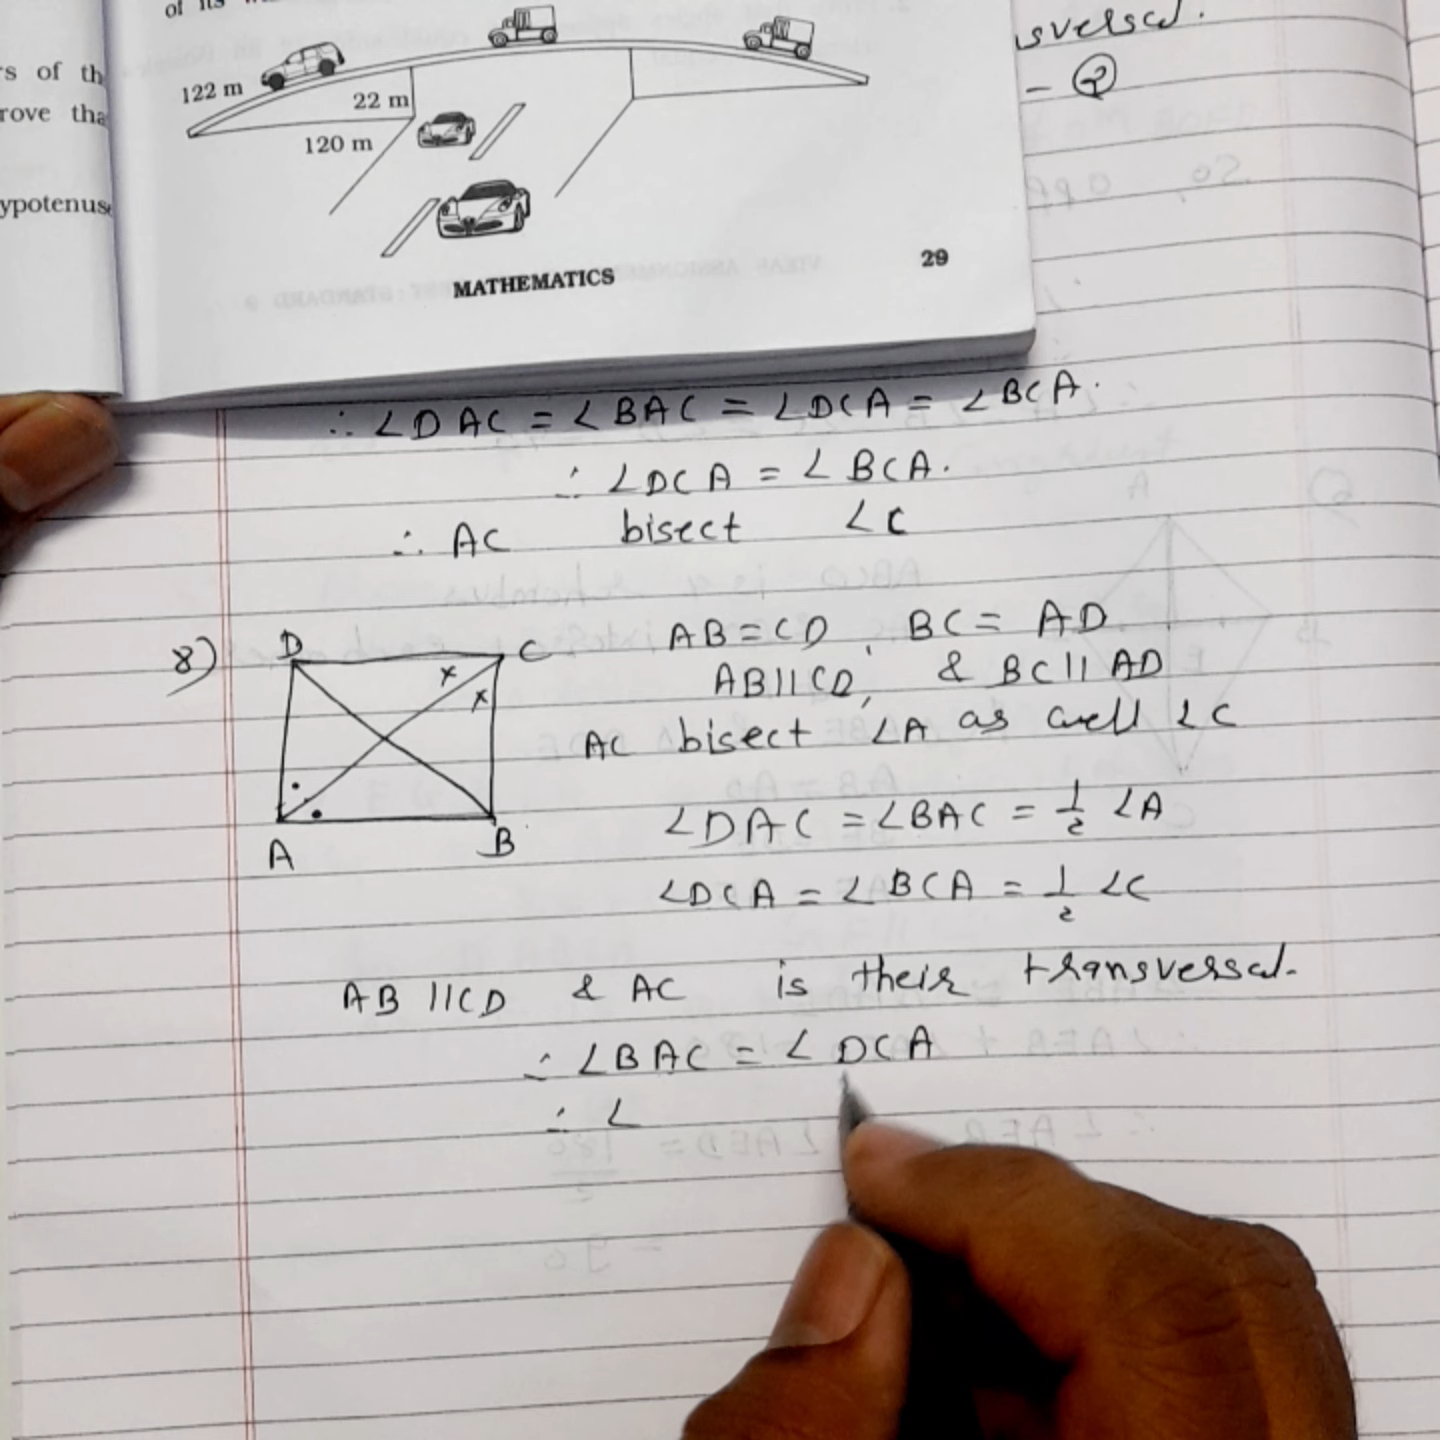 of its
s of th
rove tha
ypotenuse
122 m
22 m
120 m
MATHEMATICS
29
sversal.
- ②
∴ ∠DAC = ∠BAC = ∠DCA = ∠BCA.
∴ ∠DCA = ∠BCA.
∴ AC bisect ∠C
8)
D C
A B
AB = CD, BC = AD
AB || CD, & BC || AD
AC bisect ∠A as well ∠C
∠DAC = ∠BAC = 1/2 ∠A
∠DCA = ∠BCA = 1/2 ∠C
AB || CD & AC is their transversal.
∴ ∠BAC = ∠DCA
∴ ∠